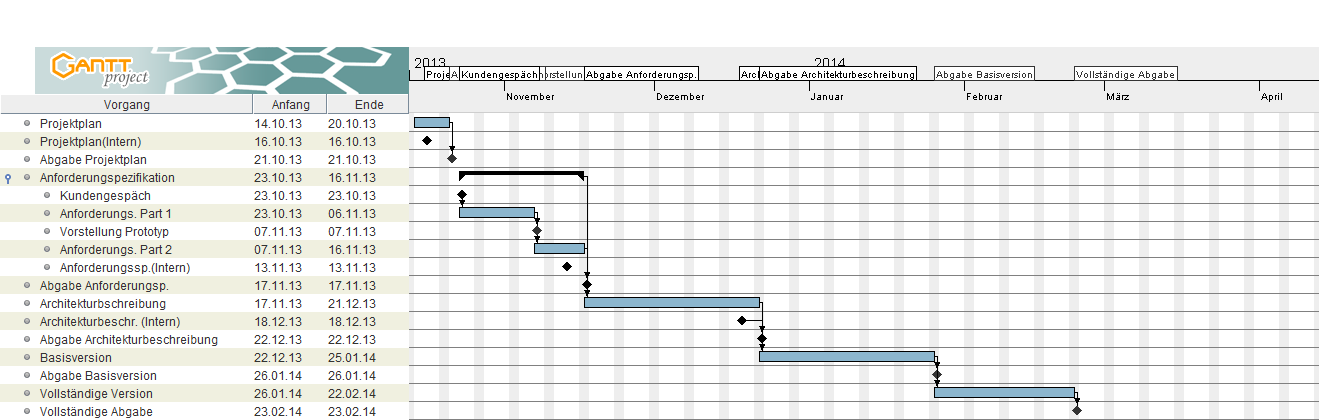 2013 2014
GANTT project
Proje A Kundengespäch orstellun Abgabe Anforderungsp. Arcl Abgabe Architekturbeschreibung Abgabe Basisversion Vollständige Abgabe
Vorgang Anfang Ende November Dezember Januar Februar März April
Projektplan 14.10.13 20.10.13
Projektplan(Intern) 16.10.13 16.10.13
Abgabe Projektplan 21.10.13 21.10.13
Anforderungspezifikation 23.10.13 16.11.13
Kundengespäch 23.10.13 23.10.13
Anforderungs. Part 1 23.10.13 06.11.13
Vorstellung Prototyp 07.11.13 07.11.13
Anforderungs. Part 2 07.11.13 16.11.13
Anforderungssp.(Intern) 13.11.13 13.11.13
Abgabe Anforderungsp. 17.11.13 17.11.13
Architekturbschreibung 17.11.13 21.12.13
Architekturbeschr. (Intern) 18.12.13 18.12.13
Abgabe Architekturbeschreibung 22.12.13 22.12.13
Basisversion 22.12.13 25.01.14
Abgabe Basisversion 26.01.14 26.01.14
Vollständige Version 26.01.14 22.02.14
Vollständige Abgabe 23.02.14 23.02.14